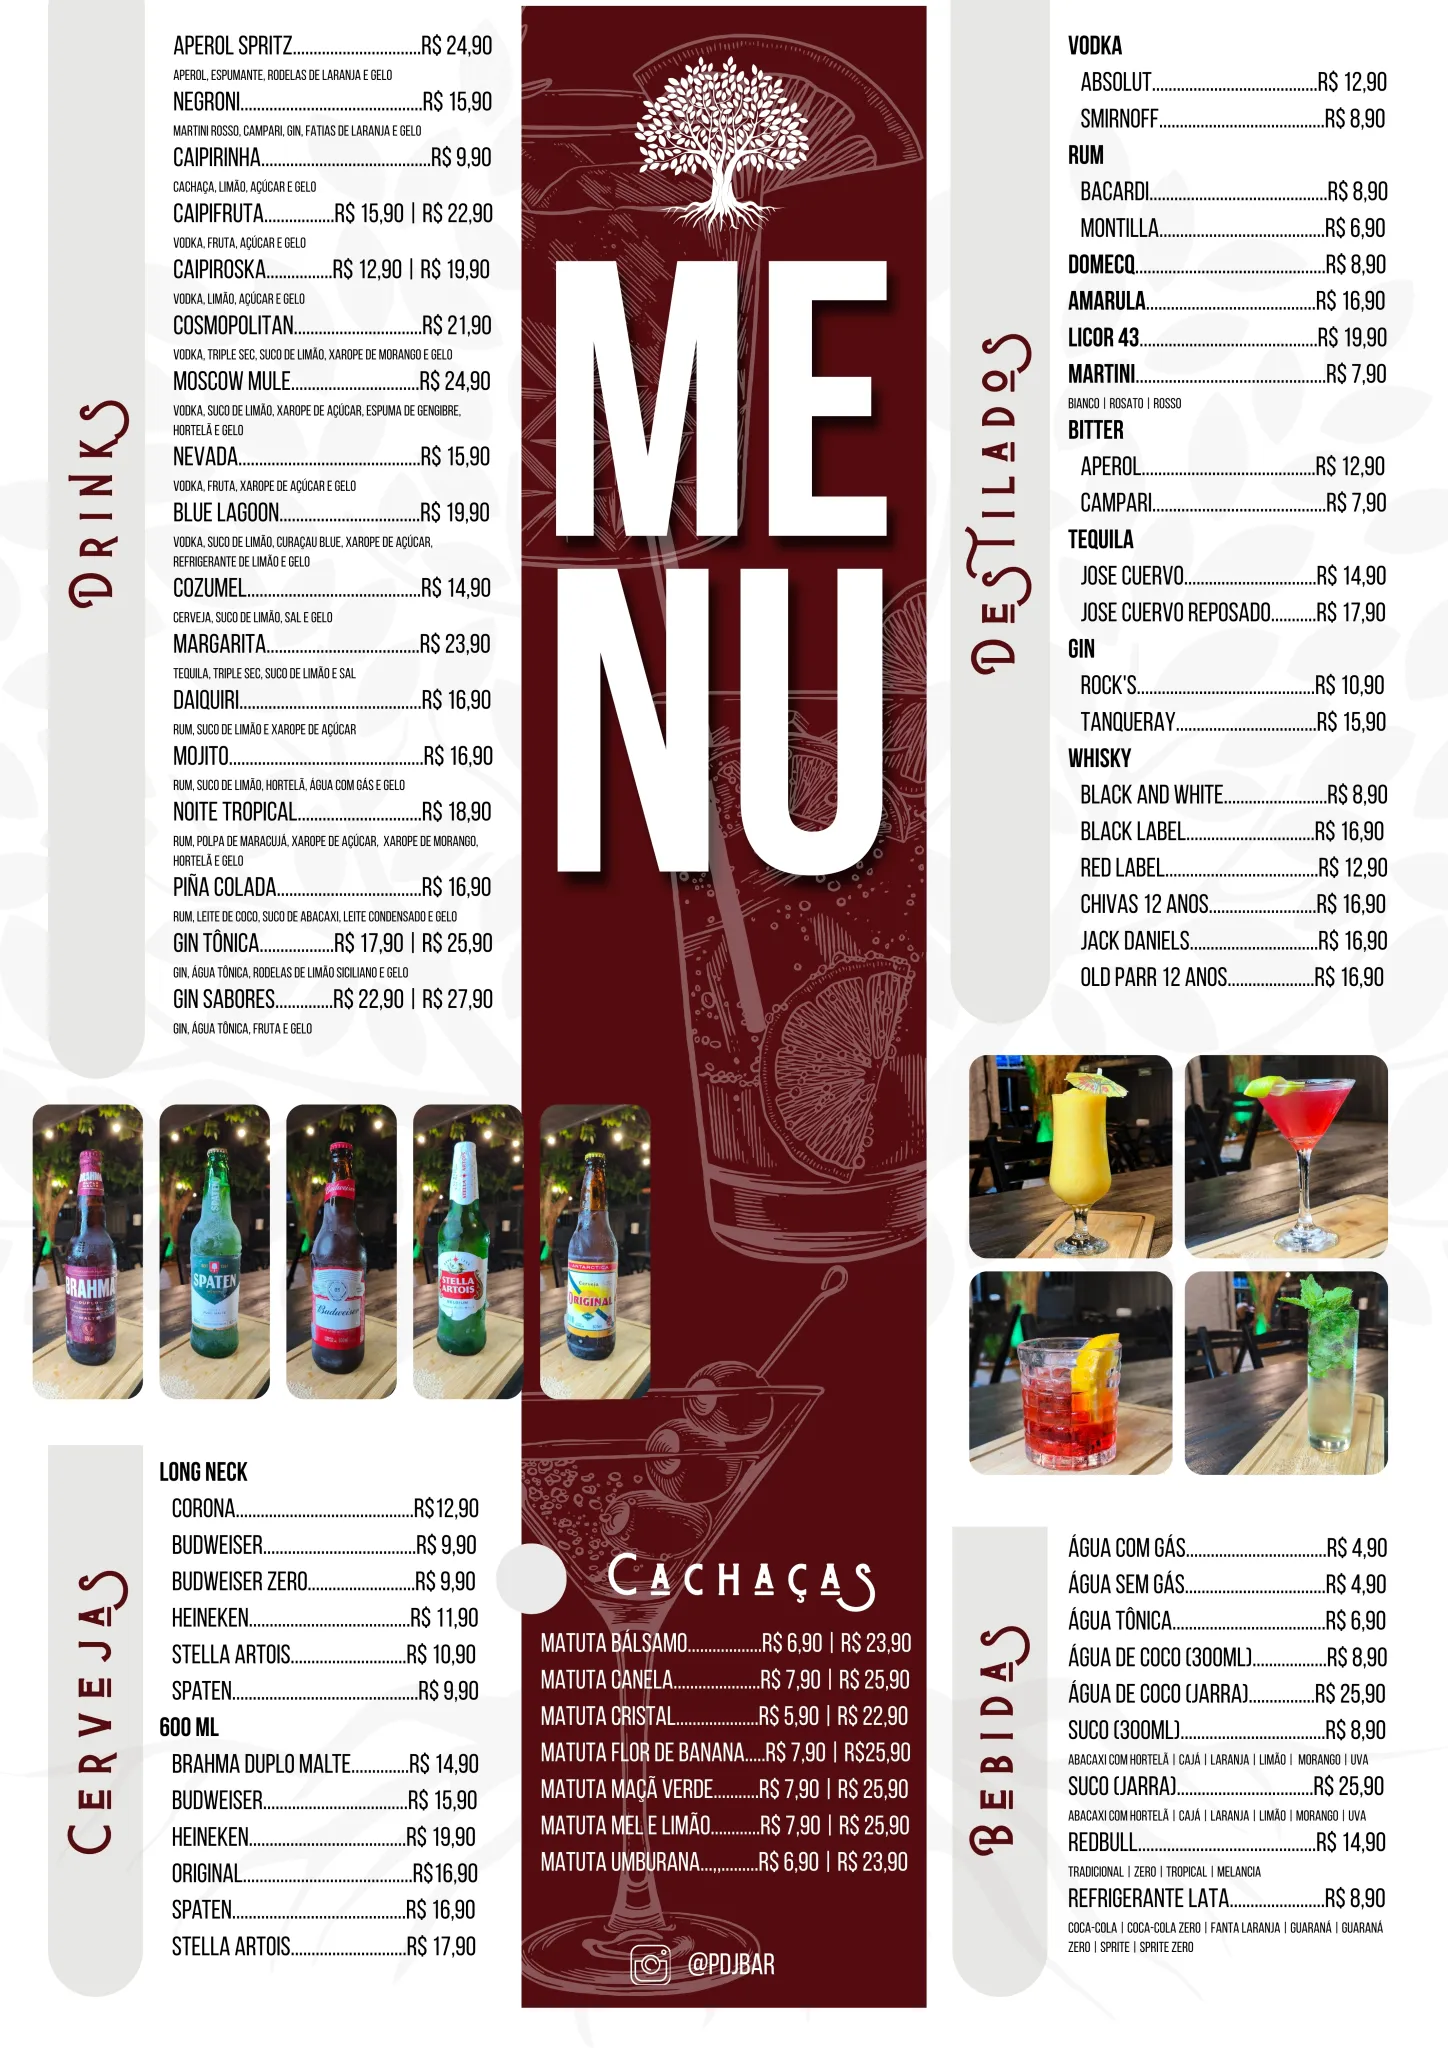 DRINKS
APEROL SPRITZ...............................R$ 24,90
APEROL, ESPUMANTE, RODELAS DE LARANJA E GELO
NEGRONI............................................R$ 15,90
MARTINI ROSSO, CAMPARI, GIN, FATIAS DE LARANJA E GELO
CAIPIRINHA.........................................R$ 9,90
CACHAÇA, LIMÃO, AÇÚCAR E GELO
CAIPIFRUTA.................R$ 15,90 | R$ 22,90
VODKA, FRUTA, AÇÚCAR E GELO
CAIPIROSKA................R$ 12,90 | R$ 19,90
VODKA, LIMÃO, AÇÚCAR E GELO
COSMOPOLITAN...............................R$ 21,90
VODKA, TRIPLE SEC, SUCO DE LIMÃO, XAROPE DE MORANGO E GELO
MOSCOW MULE...............................R$ 24,90
VODKA, SUCO DE LIMÃO, XAROPE DE AÇÚCAR, ESPUMA DE GENGIBRE,
HORTELÃ E GELO
NEVADA............................................R$ 15,90
VODKA, FRUTA, XAROPE DE AÇÚCAR E GELO
BLUE LAGOON..................................R$ 19,90
VODKA, SUCO DE LIMÃO, CURAÇAU BLUE, XAROPE DE AÇÚCAR,
REFRIGERANTE DE LIMÃO E GELO
COZUMEL..........................................R$ 14,90
CERVEJA, SUCO DE LIMÃO, SAL E GELO
MARGARITA.....................................R$ 23,90
TEQUILA, TRIPLE SEC, SUCO DE LIMÃO E SAL
DAIQUIRI............................................R$ 16,90
RUM, SUCO DE LIMÃO E XAROPE DE AÇÚCAR
MOJITO...............................................R$ 16,90
RUM, SUCO DE LIMÃO, HORTELÃ, ÁGUA COM GÁS E GELO
NOITE TROPICAL..............................R$ 18,90
RUM, POLPA DE MARACUJÁ, XAROPE DE AÇÚCAR, XAROPE DE MORANGO,
HORTELÃ E GELO
PIÑA COLADA...................................R$ 16,90
RUM, LEITE DE COCO, SUCO DE ABACAXI, LEITE CONDENSADO E GELO
GIN TÔNICA..................R$ 17,90 | R$ 25,90
GIN, ÁGUA TÔNICA, RODELAS DE LIMÃO SICILIANO E GELO
GIN SABORES..............R$ 22,90 | R$ 27,90
GIN, ÁGUA TÔNICA, FRUTA E GELO
BRAHMA
DUPLO
MALTE
SPATEN
Budweiser
STELLA
ARTOIS
ANTARCTICA
ORIGINAL
CERVEJAS
LONG NECK
CORONA...........................................R$12,90
BUDWEISER.....................................R$ 9,90
BUDWEISER ZERO..........................R$ 9,90
HEINEKEN.......................................R$ 11,90
STELLA ARTOIS............................R$ 10,90
SPATEN.............................................R$ 9,90
600 ML
BRAHMA DUPLO MALTE..............R$ 14,90
BUDWEISER...................................R$ 15,90
HEINEKEN......................................R$ 19,90
ORIGINAL.........................................R$16,90
SPATEN..........................................R$ 16,90
STELLA ARTOIS............................R$ 17,90
ME
NU
CACHAÇAS
MATUTA BÁLSAMO..................R$ 6,90 | R$ 23,90
MATUTA CANELA.....................R$ 7,90 | R$ 25,90
MATUTA CRISTAL....................R$ 5,90 | R$ 22,90
MATUTA FLOR DE BANANA.....R$ 7,90 | R$25,90
MATUTA MAÇÃ VERDE...........R$ 7,90 | R$ 25,90
MATUTA MEL E LIMÃO............R$ 7,90 | R$ 25,90
MATUTA UMBURANA...,,.........R$ 6,90 | R$ 23,90
@PDJBAR
DESTILADOS
VODKA
ABSOLUT........................................R$ 12,90
SMIRNOFF........................................R$ 8,90
RUM
BACARDI...........................................R$ 8,90
MONTILLA........................................R$ 6,90
DOMECQ..............................................R$ 8,90
AMARULA.........................................R$ 16,90
LICOR 43...........................................R$ 19,90
MARTINI..............................................R$ 7,90
BIANCO | ROSATO | ROSSO
BITTER
APEROL..........................................R$ 12,90
CAMPARI..........................................R$ 7,90
TEQUILA
JOSE CUERVO................................R$ 14,90
JOSE CUERVO REPOSADO...........R$ 17,90
GIN
ROCK'S...........................................R$ 10,90
TANQUERAY..................................R$ 15,90
WHISKY
BLACK AND WHITE.........................R$ 8,90
BLACK LABEL...............................R$ 16,90
RED LABEL.....................................R$ 12,90
CHIVAS 12 ANOS..........................R$ 16,90
JACK DANIELS...............................R$ 16,90
OLD PARR 12 ANOS.....................R$ 16,90
BEBIDAS
ÁGUA COM GÁS..................................R$ 4,90
ÁGUA SEM GÁS..................................R$ 4,90
ÁGUA TÔNICA.....................................R$ 6,90
ÁGUA DE COCO (300ML)..................R$ 8,90
ÁGUA DE COCO (JARRA)................R$ 25,90
SUCO (300ML)...................................R$ 8,90
ABACAXI COM HORTELÃ | CAJÁ | LARANJA | LIMÃO | MORANGO | UVA
SUCO (JARRA).................................R$ 25,90
ABACAXI COM HORTELÃ | CAJÁ | LARANJA | LIMÃO | MORANGO | UVA
REDBULL...........................................R$ 14,90
TRADICIONAL | ZERO | TROPICAL | MELANCIA
REFRIGERANTE LATA.......................R$ 8,90
COCA-COLA | COCA-COLA ZERO | FANTA LARANJA | GUARANÁ | GUARANÁ
ZERO | SPRITE | SPRITE ZERO